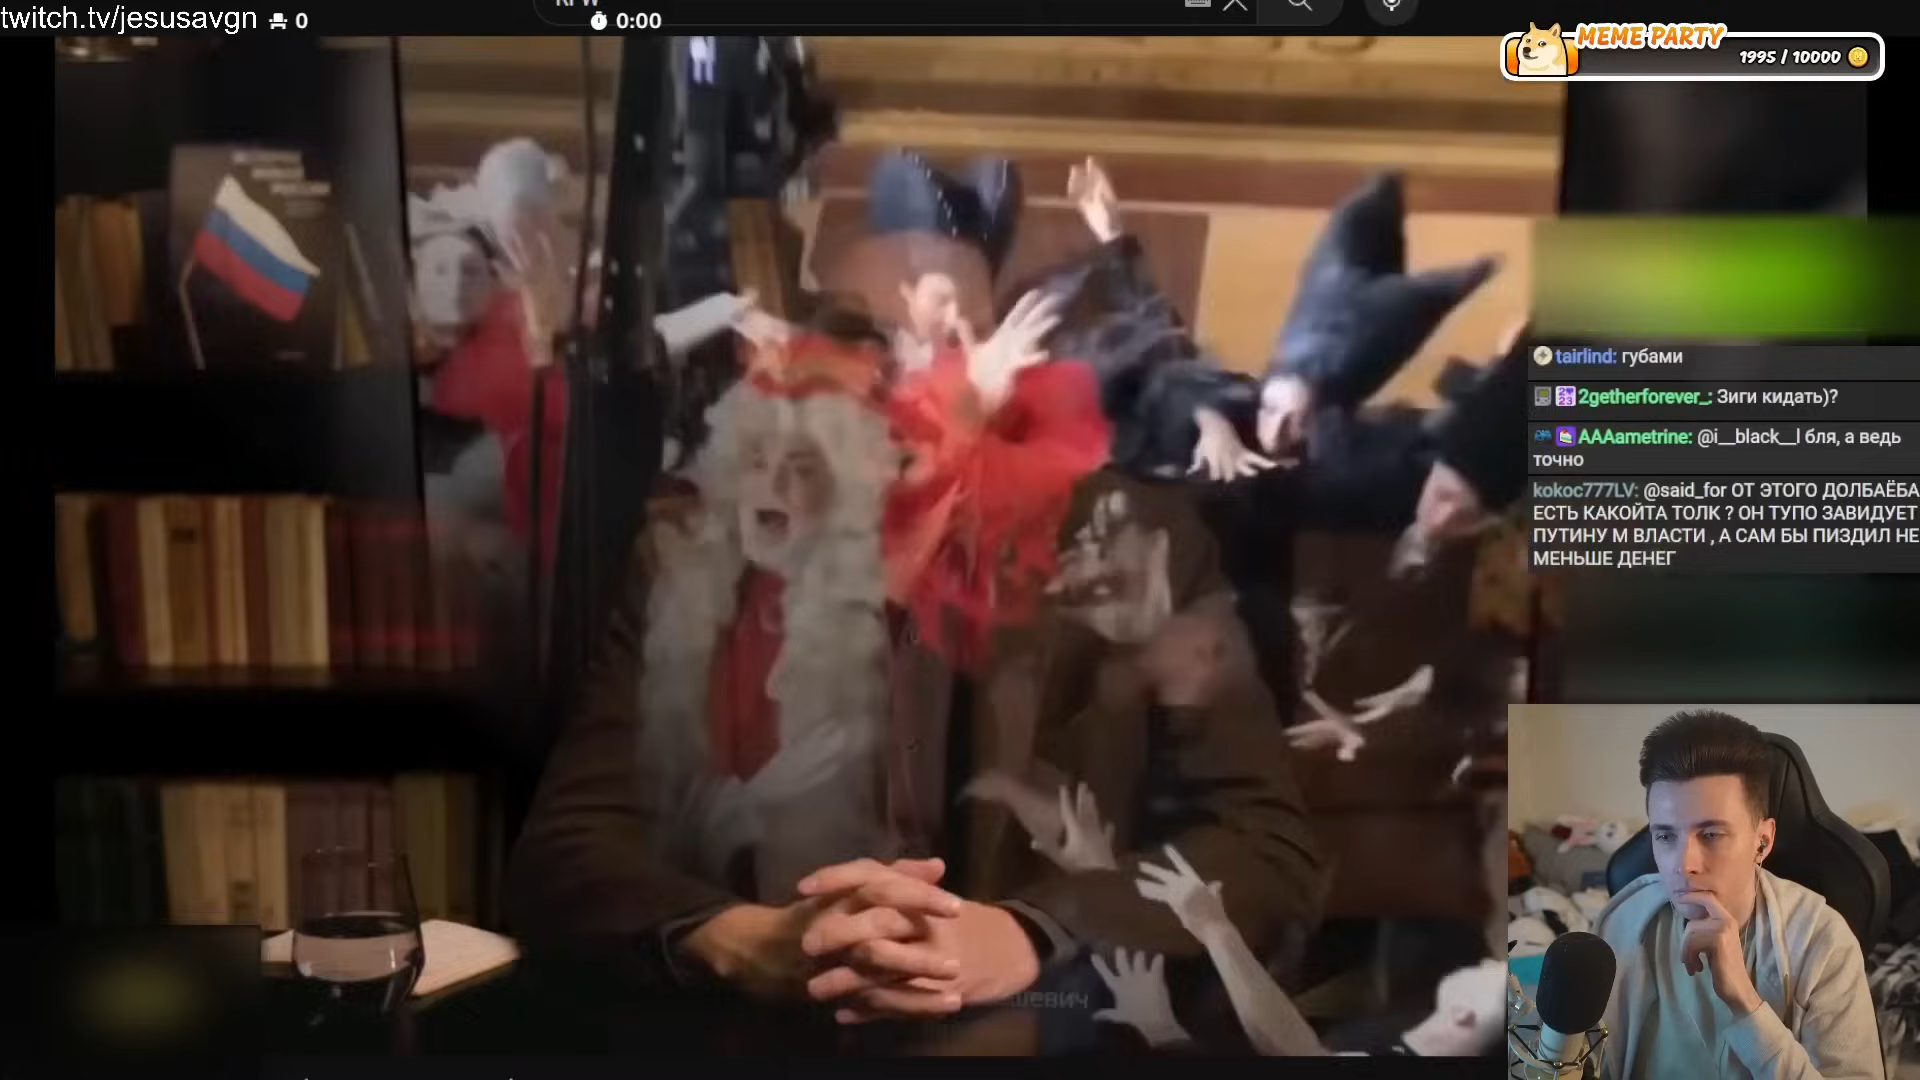 twitch.tv/jesusavgn 0
0:00
MEME PARTY
1995 / 10000
tairlind: губами
2getherforever_: Зиги кидать)?
AAAametrine: @i__black__l бля, а ведь
точно
kokoc777LV: @said_for ОТ ЭТОГО ДОЛБАЁБА
ЕСТЬ КАКОЙТА ТОЛК ? ОН ТУПО ЗАВИДУЕТ
ПУТИНУ М ВЛАСТИ , А САМ БЫ ПИЗДИЛ НЕ
МЕНЬШЕ ДЕНЕГ
шевич